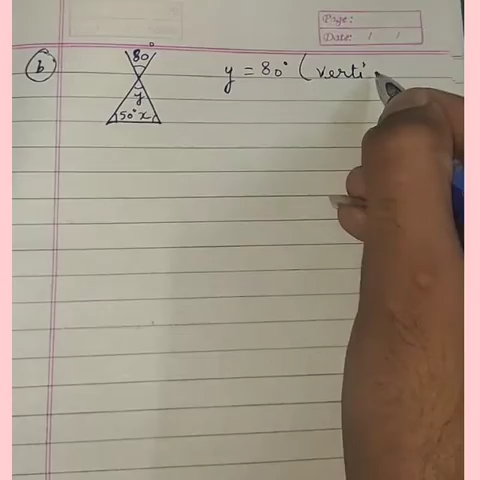 Page:
Date: / /
b
80°
y = 80° (verti
y
50° x